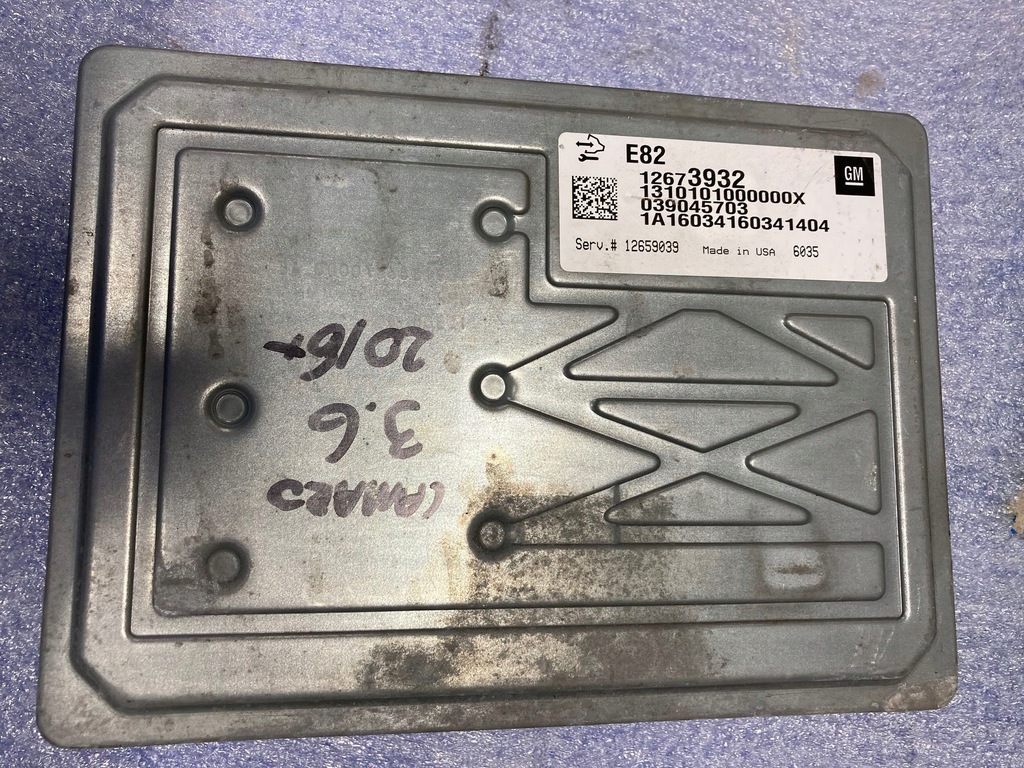 E82
GM
12673932
1310101000000X
039045703
1A16034160341404
Serv.# 12659039 Made in USA 6035
CAMARO
3.6
2016+